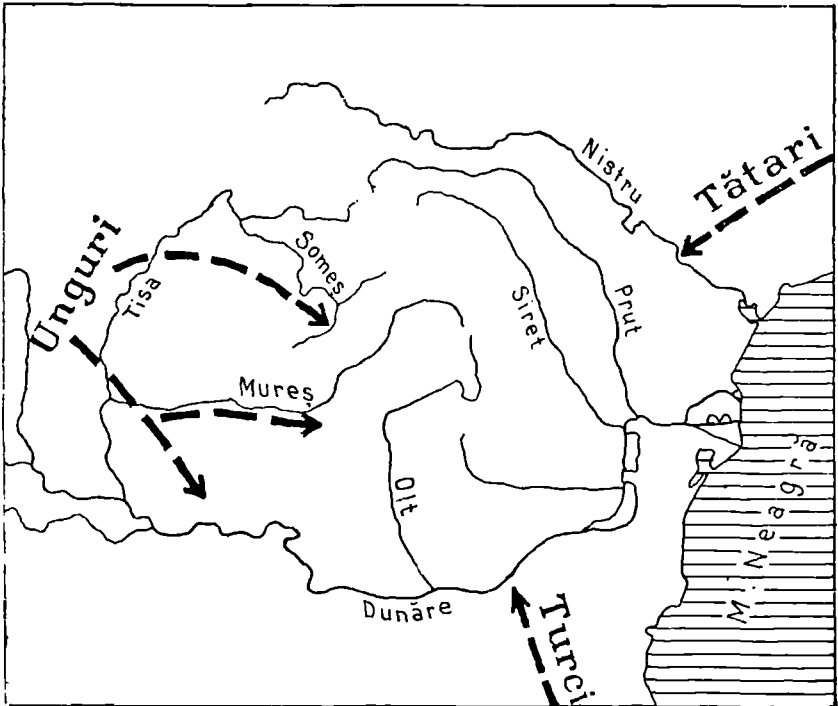 Nistru
Tătari
Unguri
Someș
Tisa
Siret
Prut
Mureș
Olt
M. Neagră
Dunăre
Turci